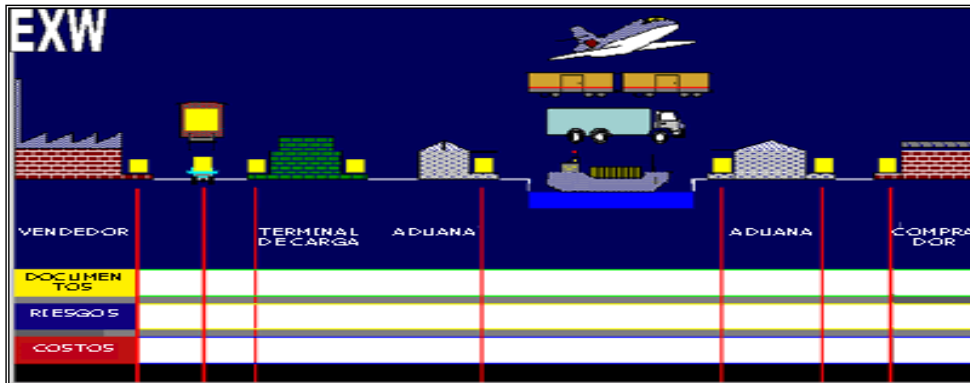 EXW
VENDEDOR
TERMINAL
DE CARGA
ADUANA
ADUANA
COMPRA
DOR
DOCUMEN
TOS
RIESGOS
COSTOS